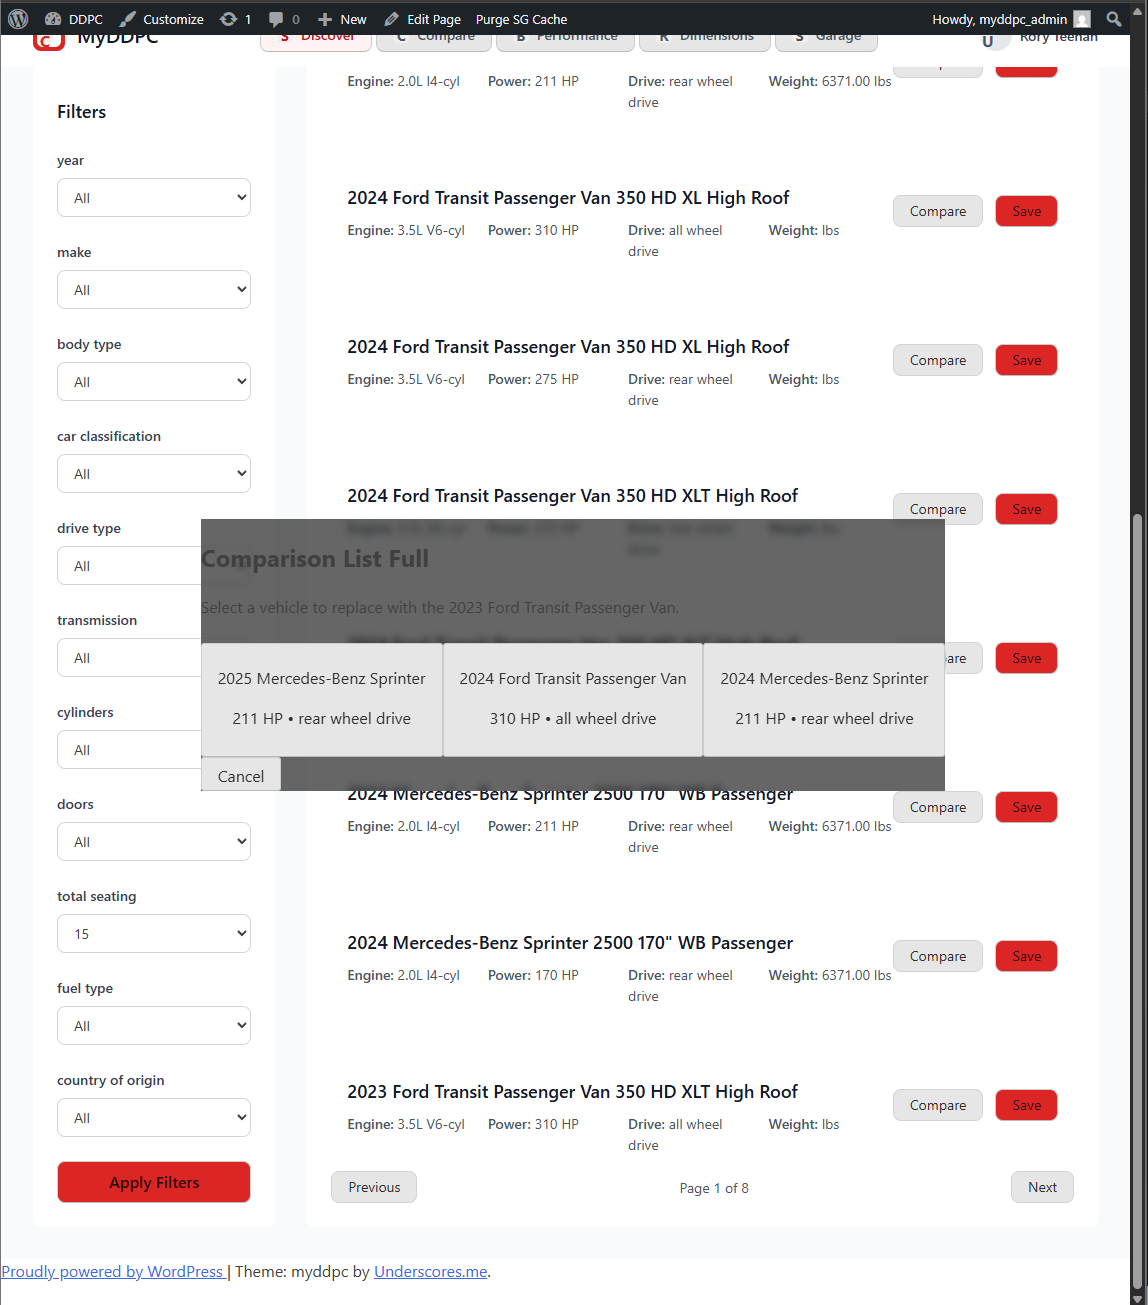 DDPC Customize 1 0 New Edit Page Purge SG Cache Howdy, myddpc_admin
MyDDPC S Discover C Compare B Performance R Dimensions S Garage U Rory Teehan
Filters
year
All
make
All
body type
All
car classification
All
drive type
All
transmission
All
cylinders
All
doors
All
total seating
15
fuel type
All
country of origin
All
Apply Filters
Engine: 2.0L I4-cyl Power: 211 HP Drive: rear wheel drive Weight: 6371.00 lbs
2024 Ford Transit Passenger Van 350 HD XL High Roof
Engine: 3.5L V6-cyl Power: 310 HP Drive: all wheel drive Weight: lbs
Compare Save
2024 Ford Transit Passenger Van 350 HD XL High Roof
Engine: 3.5L V6-cyl Power: 275 HP Drive: rear wheel drive Weight: lbs
Compare Save
2024 Ford Transit Passenger Van 350 HD XLT High Roof
Compare Save
Comparison List Full
Select a vehicle to replace with the 2023 Ford Transit Passenger Van.
2025 Mercedes-Benz Sprinter
211 HP • rear wheel drive
2024 Ford Transit Passenger Van
310 HP • all wheel drive
2024 Mercedes-Benz Sprinter
211 HP • rear wheel drive
Cancel
Save
2024 Mercedes-Benz Sprinter 2500 170" WB Passenger
Engine: 2.0L I4-cyl Power: 211 HP Drive: rear wheel drive Weight: 6371.00 lbs
Compare Save
2024 Mercedes-Benz Sprinter 2500 170" WB Passenger
Engine: 2.0L I4-cyl Power: 170 HP Drive: rear wheel drive Weight: 6371.00 lbs
Compare Save
2023 Ford Transit Passenger Van 350 HD XLT High Roof
Engine: 3.5L V6-cyl Power: 310 HP Drive: all wheel drive Weight: lbs
Compare Save
Previous Page 1 of 8 Next
Proudly powered by WordPress | Theme: myddpc by Underscores.me.